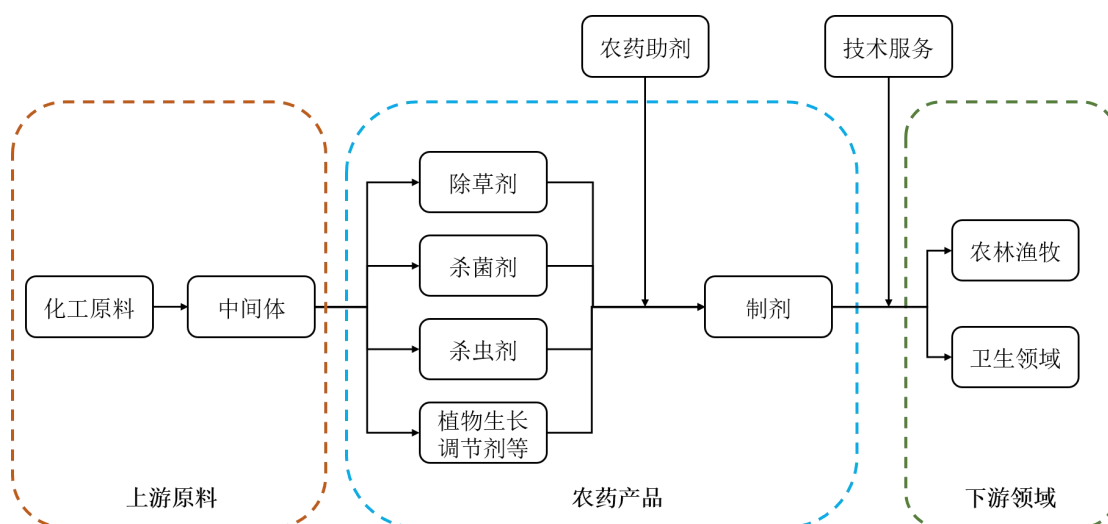 农药助剂
技术服务
除草剂
杀菌剂
农林渔牧
化工原料
中间体
制剂
杀虫剂
卫生领域
植物生长
调节剂等
上游原料
农药产品
下游领域